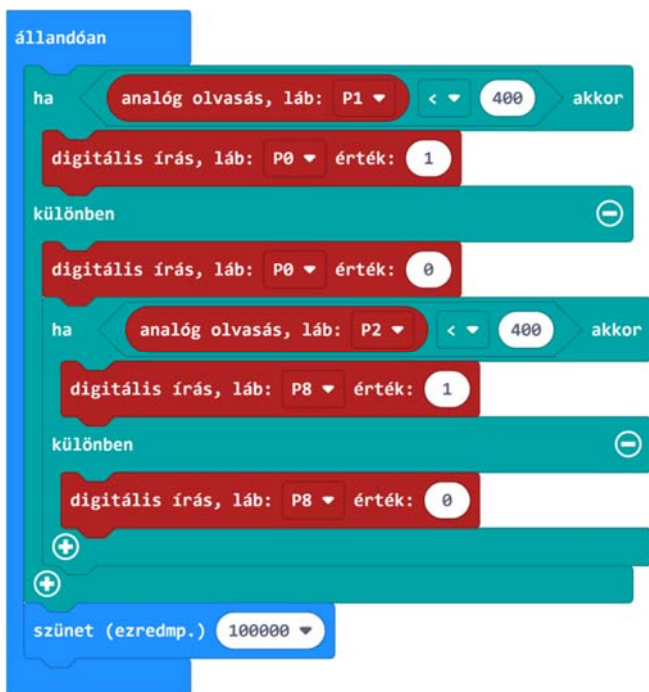 állandóan
ha analóg olvasás, láb: P1 < 400 akkor
digitális írás, láb: P0 érték: 1
különben
digitális írás, láb: P0 érték: 0
ha analóg olvasás, láb: P2 < 400 akkor
digitális írás, láb: P8 érték: 1
különben
digitális írás, láb: P8 érték: 0
szünet (ezredmp.) 100000